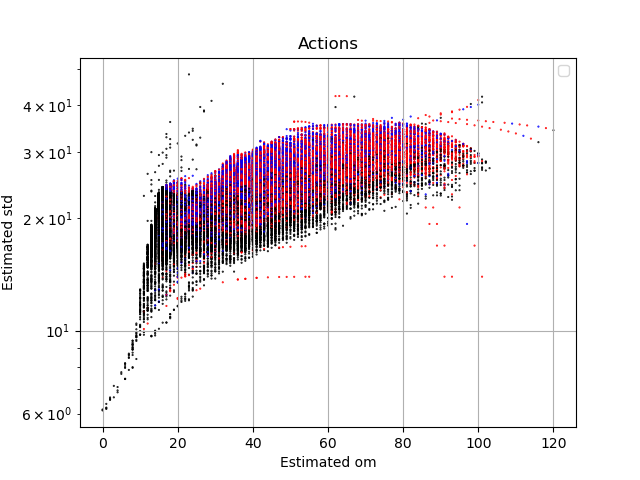 Actions
4 × 10¹
3 × 10¹
2 × 10¹
10¹
6 × 10⁰
Estimated std
0 20 40 60 80 100 120
Estimated om